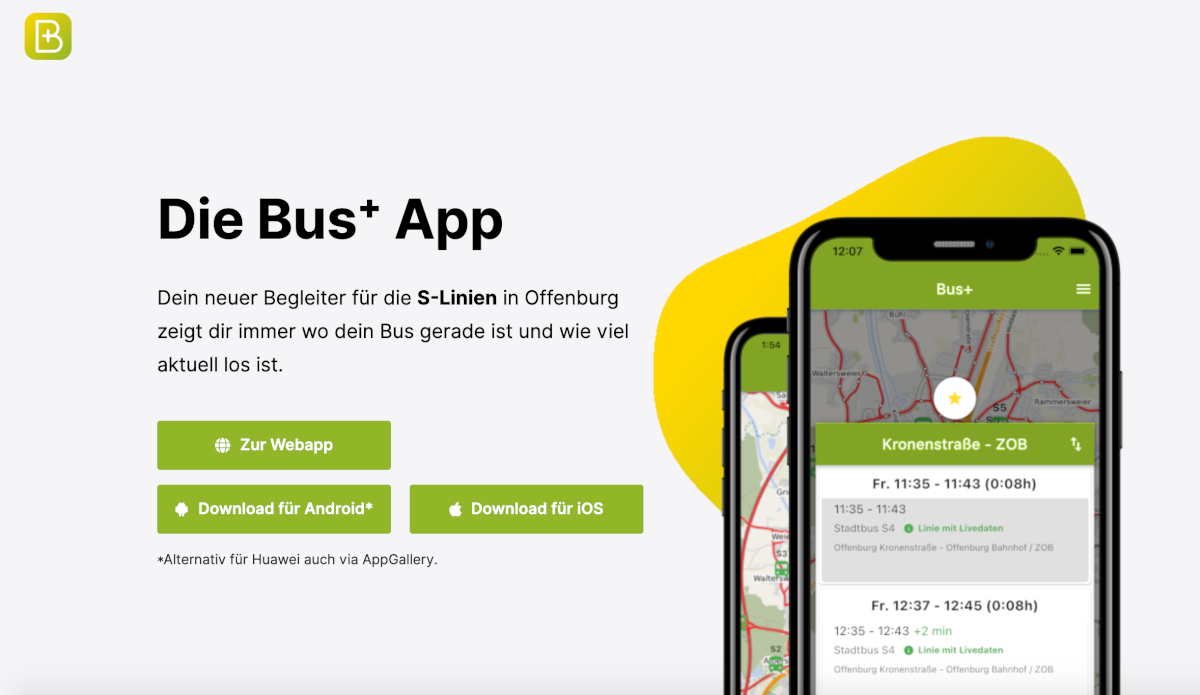 B+
Die Bus⁺ App
Dein neuer Begleiter für die S-Linien in Offenburg
zeigt dir immer wo dein Bus gerade ist und wie viel
aktuell los ist.
Zur Webapp
Download für Android*
Download für iOS
*Alternativ für Huawei auch via AppGallery.
1:54
S3
Walters
S2
12:07
Bus+
Bühl
Waltersweier
Rammersweier
S5
Kronenstraße - ZOB
Fr. 11:35 - 11:43 (0:08h)
11:35 - 11:43
Stadtbus S4 Linie mit Livedaten
Offenburg Kronenstraße - Offenburg Bahnhof / ZOB
Fr. 12:37 - 12:45 (0:08h)
12:35 - 12:43 +2 min
Stadtbus S4 Linie mit Livedaten
Offenburg Kronenstraße - Offenburg Bahnhof / ZOB